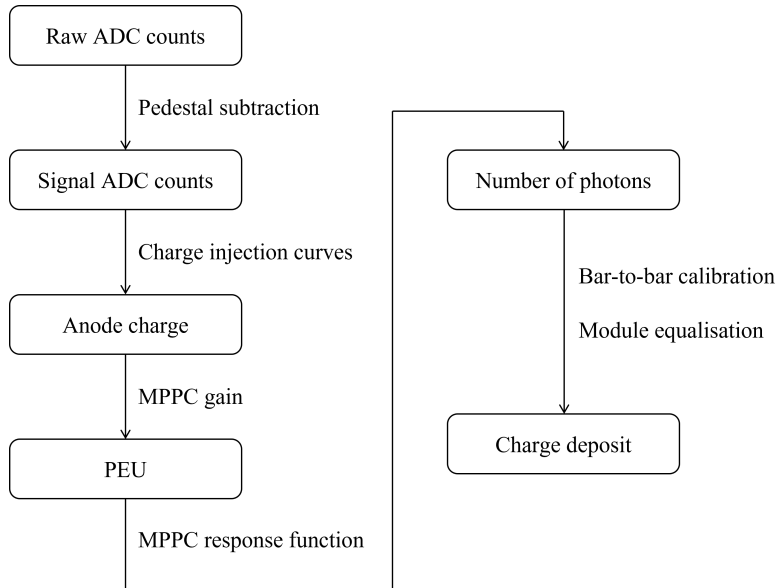 Raw ADC counts
Pedestal subtraction
Signal ADC counts
Charge injection curves
Anode charge
MPPC gain
PEU
MPPC response function
Number of photons
Bar-to-bar calibration
Module equalisation
Charge deposit